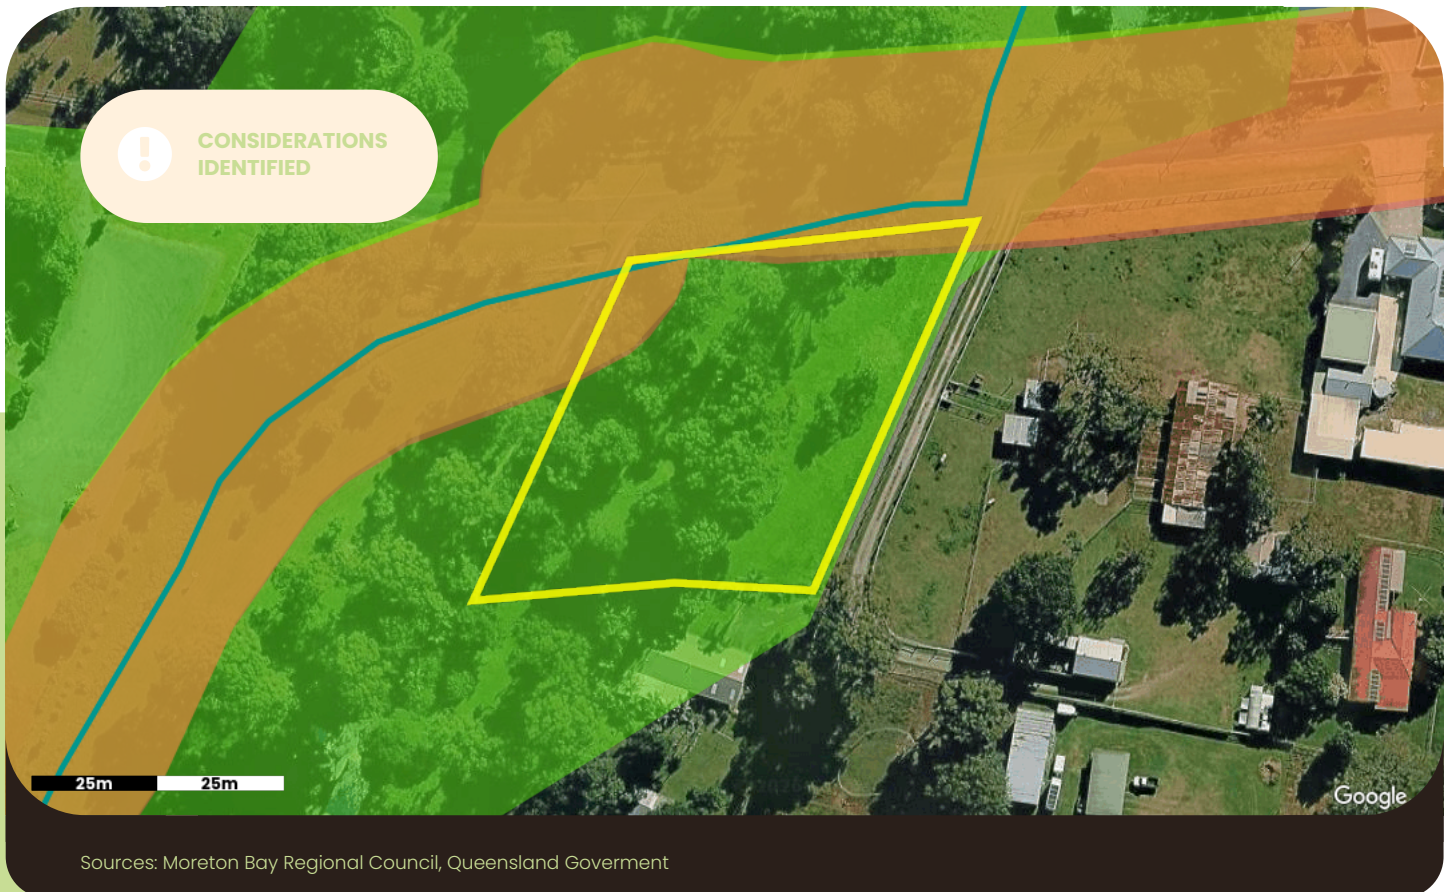 CONSIDERATIONS
IDENTIFIED
25m 25m
Google
Sources: Moreton Bay Regional Council, Queensland Goverment